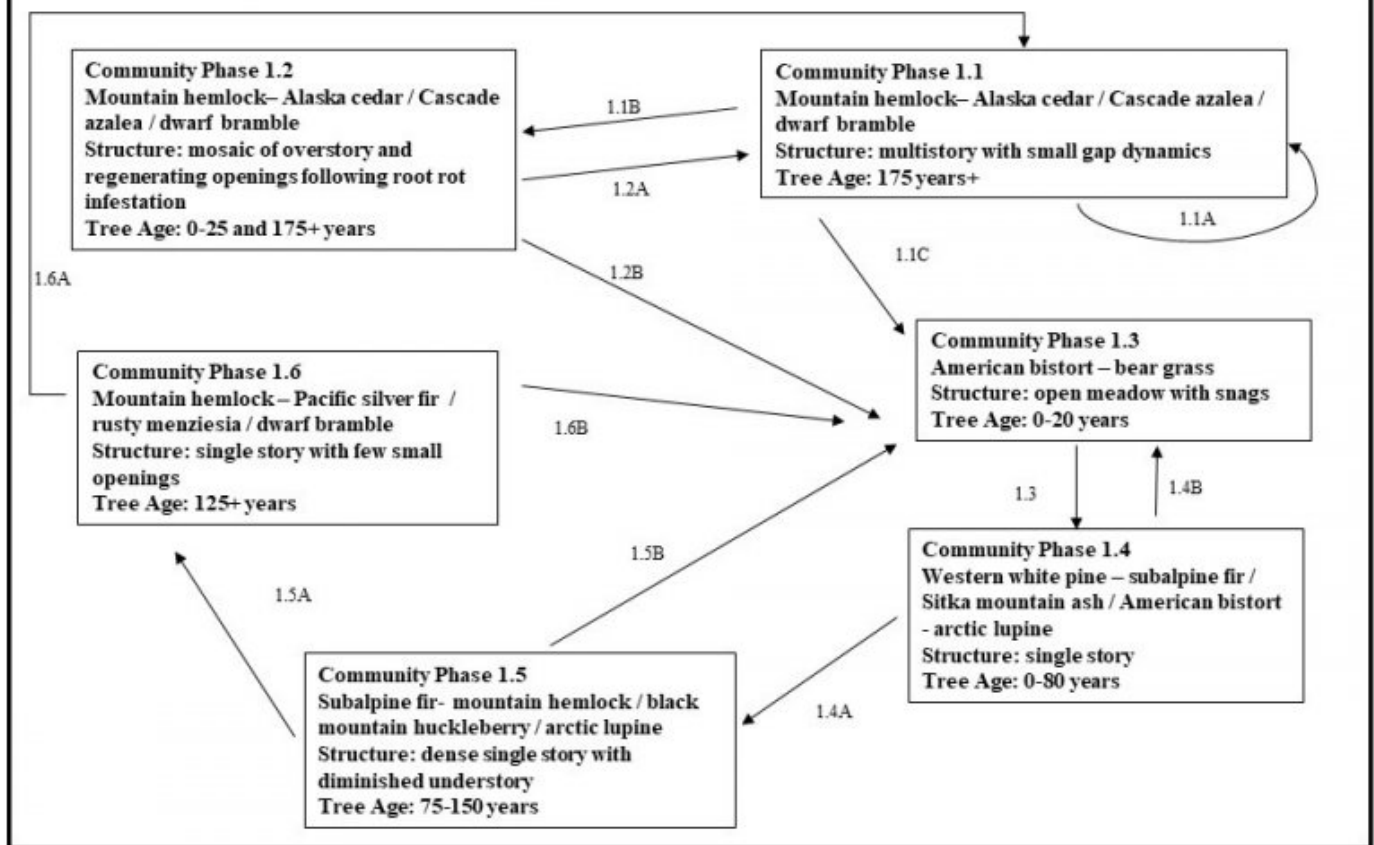 Community Phase 1.2
Mountain hemlock– Alaska cedar / Cascade
azalea / dwarf bramble
Structure: mosaic of overstory and
regenerating openings following root rot
infestation
Tree Age: 0-25 and 175+ years
1.1B
1.2A
Community Phase 1.1
Mountain hemlock– Alaska cedar / Cascade azalea /
dwarf bramble
Structure: multistory with small gap dynamics
Tree Age: 175 years+
1.1A
1.6A
1.2B
1.1C
Community Phase 1.3
American bistort – bear grass
Structure: open meadow with snags
Tree Age: 0-20 years
Community Phase 1.6
Mountain hemlock – Pacific silver fir /
rusty menziesia / dwarf bramble
Structure: single story with few small
openings
Tree Age: 125+ years
1.6B
1.3
1.4B
1.5B
1.5A
Community Phase 1.4
Western white pine – subalpine fir /
Sitka mountain ash / American bistort
- arctic lupine
Structure: single story
Tree Age: 0-80 years
Community Phase 1.5
Subalpine fir- mountain hemlock / black
mountain huckleberry / arctic lupine
Structure: dense single story with
diminished understory
Tree Age: 75-150 years
1.4A